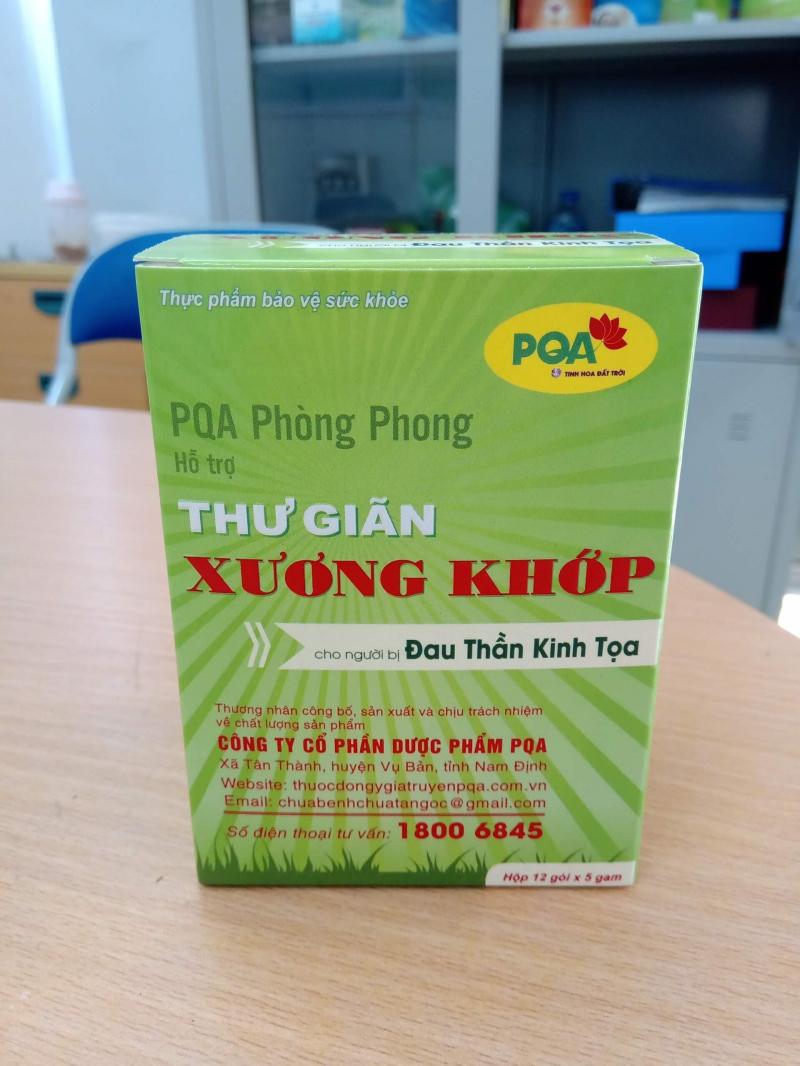 cho người bị Đau Thần Kinh Tọa
Thực phẩm bảo vệ sức khỏe
PQA
TINH HOA ĐẤT TRỜI
PQA Phòng Phong
Hỗ trợ
THƯ GIÃN
XƯƠNG KHỚP
cho người bị Đau Thần Kinh Tọa
Thương nhân công bố, sản xuất và chịu trách nhiệm
về chất lượng sản phẩm
CÔNG TY CỔ PHẦN DƯỢC PHẨM PQA
Xã Tân Thành, huyện Vụ Bản, tỉnh Nam Định
Website: thuocdongygiatruyenpqa.com.vn
Email: chuabenhchuatangoc@gmail.com
Số điện thoại tư vấn: 1800 6845
Hộp 12 gói x 5 gam